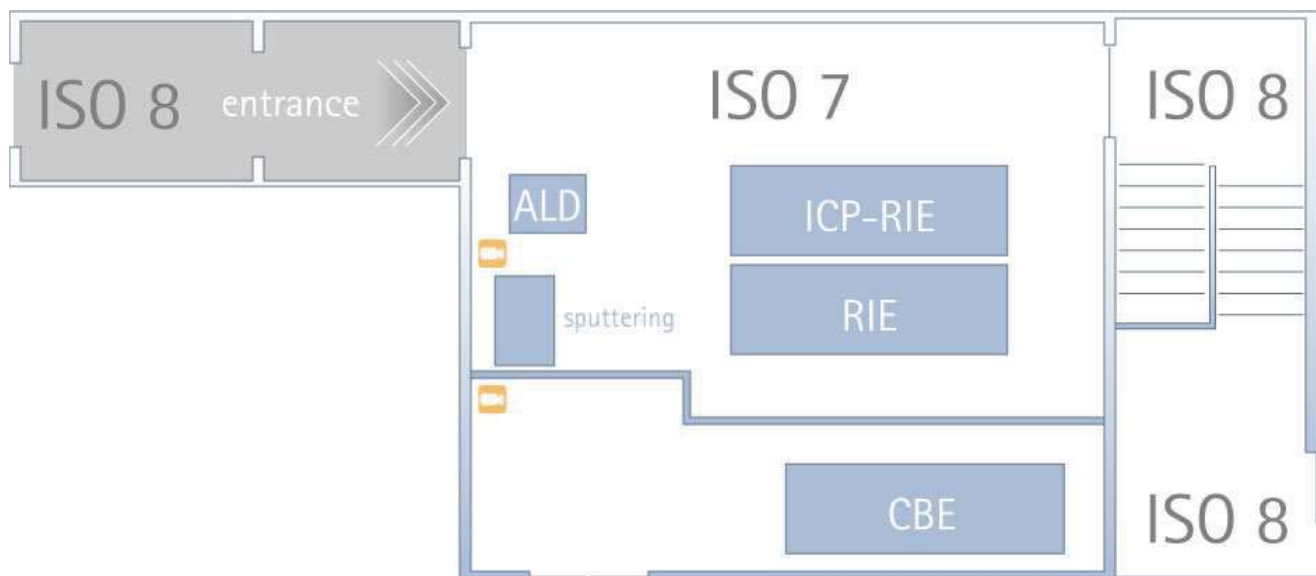 ISO 8 entrance
ISO 7
ISO 8
ALD
ICP-RIE
RIE
sputtering
CBE
ISO 8